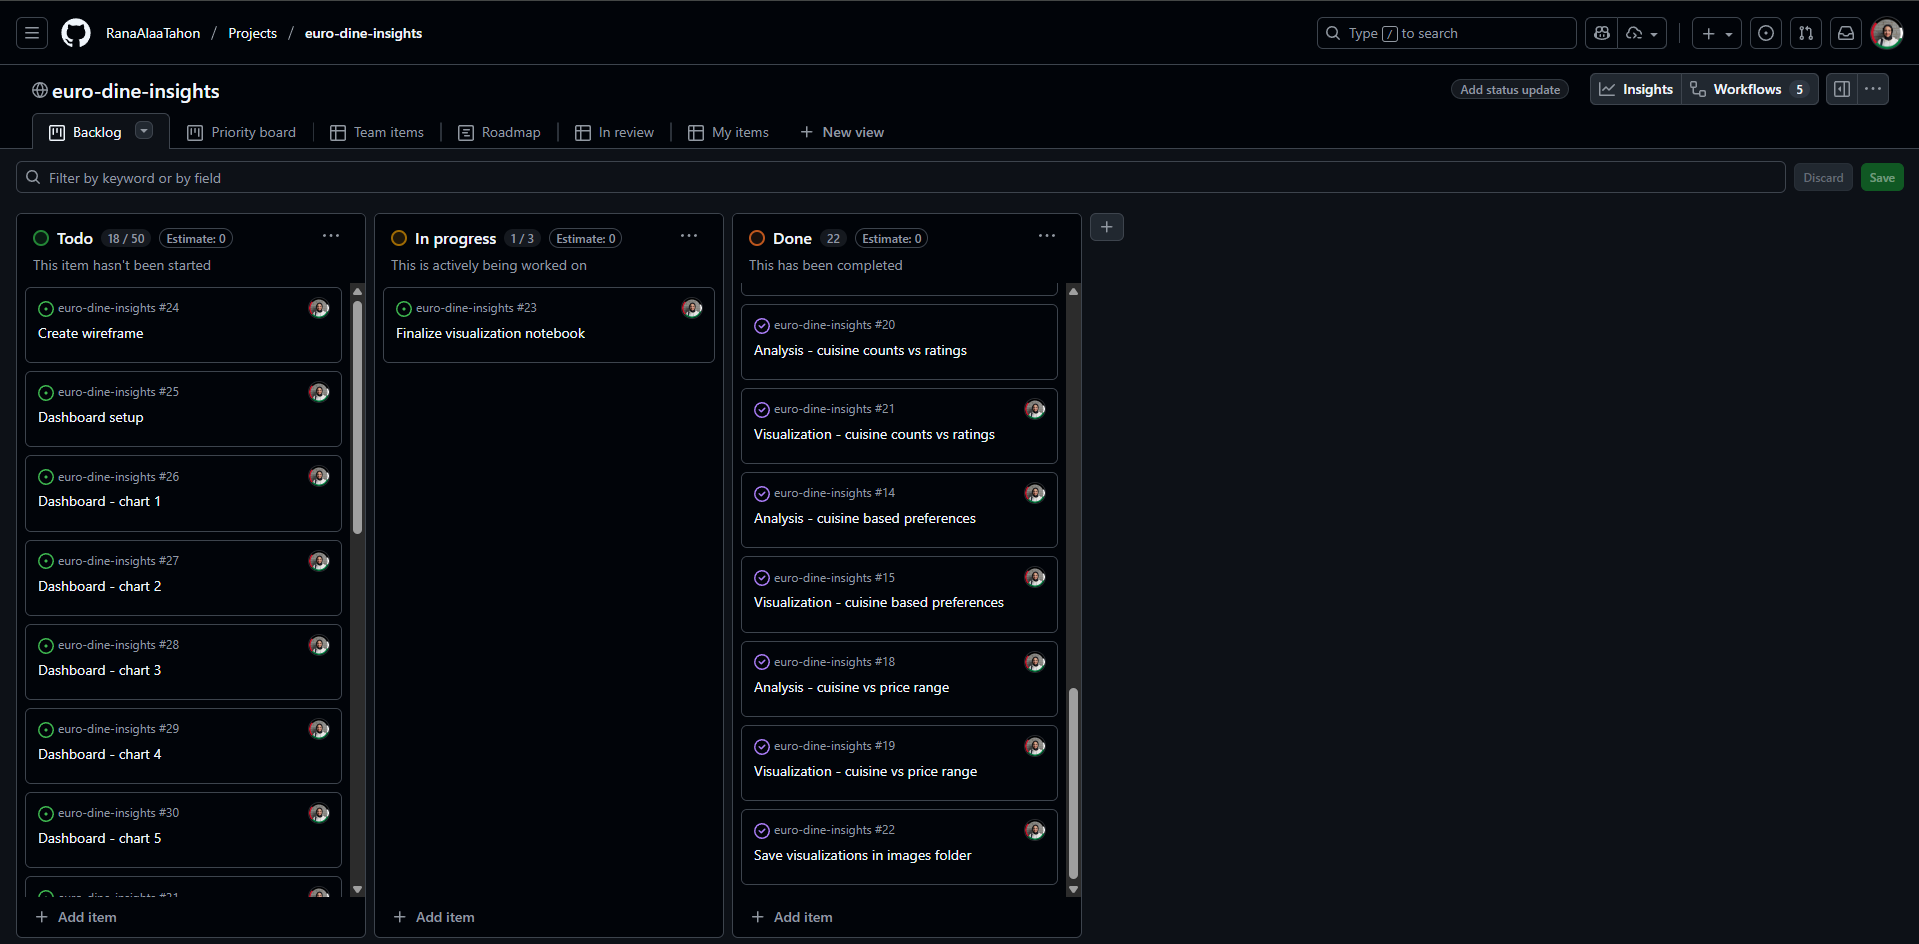 RanaAlaaTahon / Projects / euro-dine-insights
Type / to search
euro-dine-insights
Add status update
Insights
Workflows 5
Backlog
Priority board
Team items
Roadmap
In review
My items
New view
Filter by keyword or by field
Discard
Save
Todo 18 / 50 Estimate: 0
This item hasn't been started
euro-dine-insights #24
Create wireframe
euro-dine-insights #25
Dashboard setup
euro-dine-insights #26
Dashboard - chart 1
euro-dine-insights #27
Dashboard - chart 2
euro-dine-insights #28
Dashboard - chart 3
euro-dine-insights #29
Dashboard - chart 4
euro-dine-insights #30
Dashboard - chart 5
euro-dine-insights #31
Add item
In progress 1 / 3 Estimate: 0
This is actively being worked on
euro-dine-insights #23
Finalize visualization notebook
Add item
Done 22 Estimate: 0
This has been completed
euro-dine-insights #20
Analysis - cuisine counts vs ratings
euro-dine-insights #21
Visualization - cuisine counts vs ratings
euro-dine-insights #14
Analysis - cuisine based preferences
euro-dine-insights #15
Visualization - cuisine based preferences
euro-dine-insights #18
Analysis - cuisine vs price range
euro-dine-insights #19
Visualization - cuisine vs price range
euro-dine-insights #22
Save visualizations in images folder
Add item